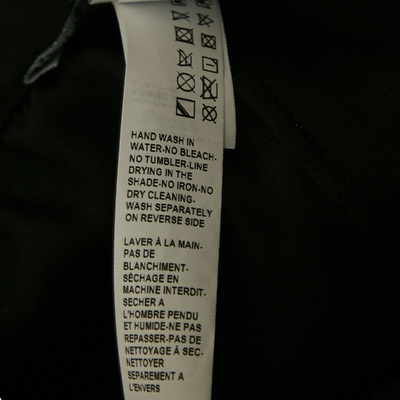 HAND WASH IN
WATER-NO BLEACH-
NO TUMBLER-LINE
DRYING IN THE
SHADE-NO IRON-NO
DRY CLEANING-
WASH SEPARATELY
ON REVERSE SIDE
LAVER À LA MAIN-
PAS DE
BLANCHIMENT-
SÉCHAGE EN
MACHINE INTERDIT-
SECHER A
L'HOMBRE PENDU
ET HUMIDE-NE PAS
REPASSER-PAS DE
NETTOYAGE À SEC-
NETTOYER
SEPAREMENT A
L'ENVERS